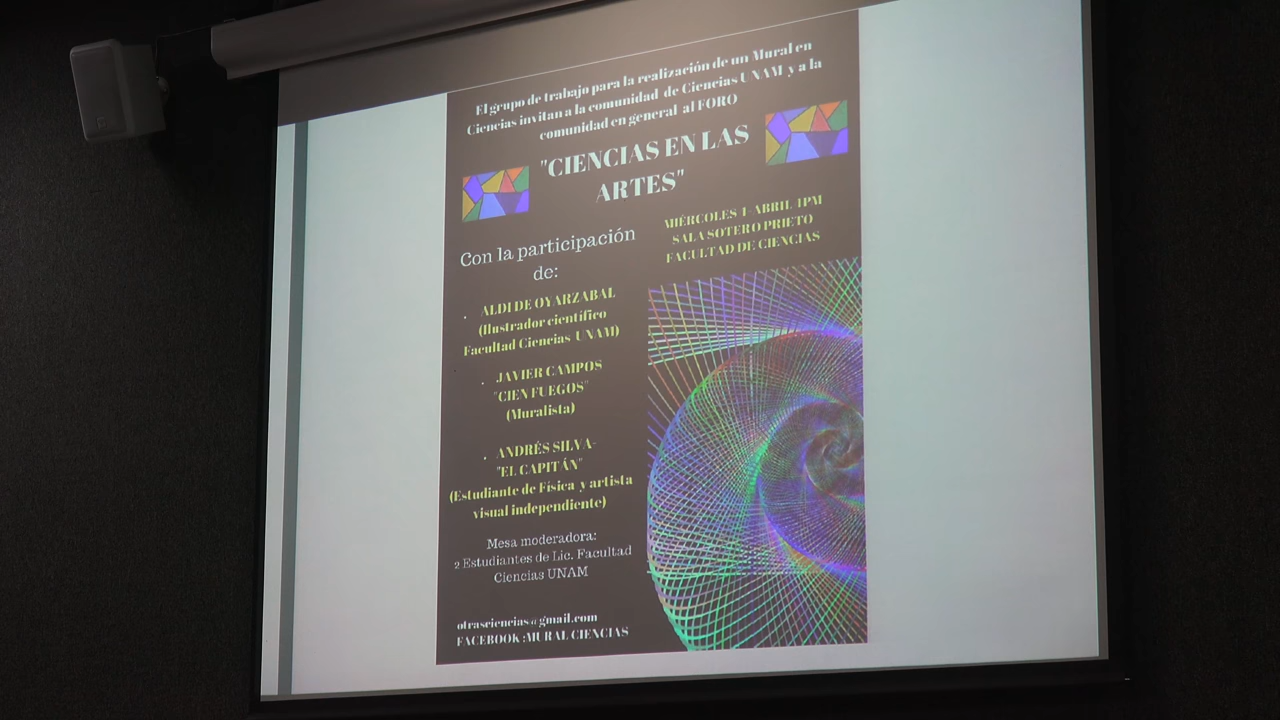 El grupo de trabajo para la realización de un Mural en
Ciencias invitan a la comunidad de Ciencias UNAM y a la
comunidad en general al FORO
"CIENCIAS EN LAS
ARTES"
MIÉRCOLES 4-ABRIL 4PM
SALA SOTERO PRIETO
FACULTAD DE CIENCIAS
Con la participación
de:
. ALDI DE OYARZABAL
(Ilustrador científico
Facultad Ciencias UNAM)
. JAVIER CAMPOS
"CIEN FUEGOS"
(Muralista)
. ANDRÉS SILVA-
"EL CAPITÁN"
(Estudiante de Física y artista
visual independiente)
Mesa moderadora:
2 Estudiantes de Lic. Facultad
Ciencias UNAM
otrasciencias@gmail.com
FACEBOOK :MURAL CIENCIAS